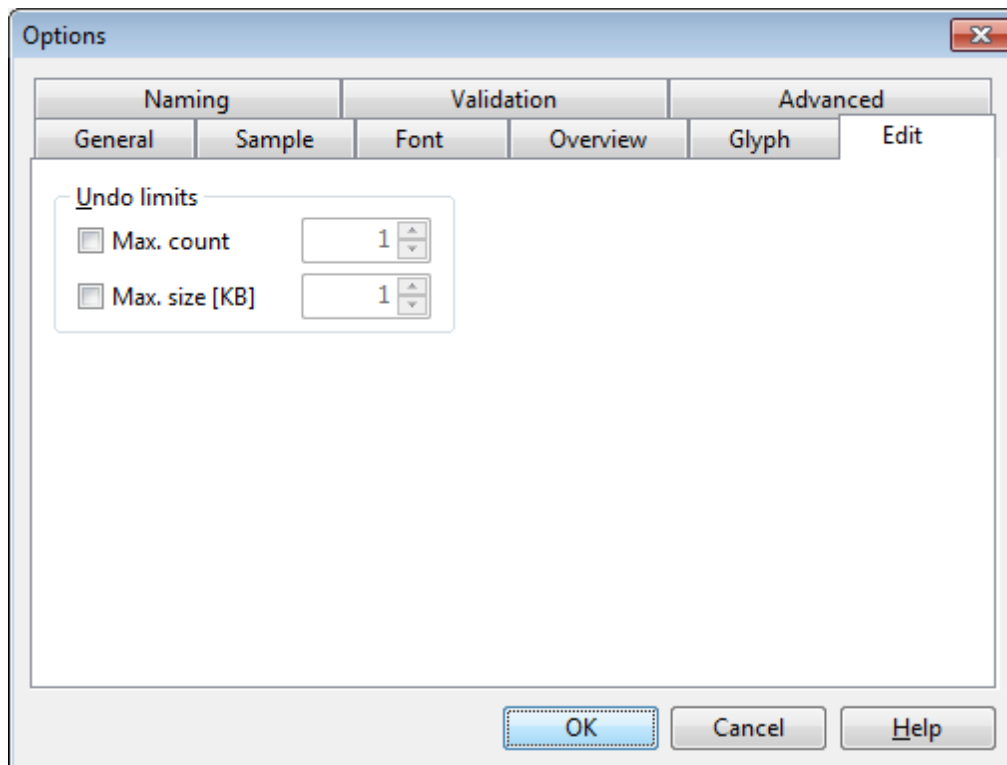 Options
Naming Validation Advanced
General Sample Font Overview Glyph Edit
Undo limits
Max. count 1
Max. size [KB] 1
OK Cancel Help